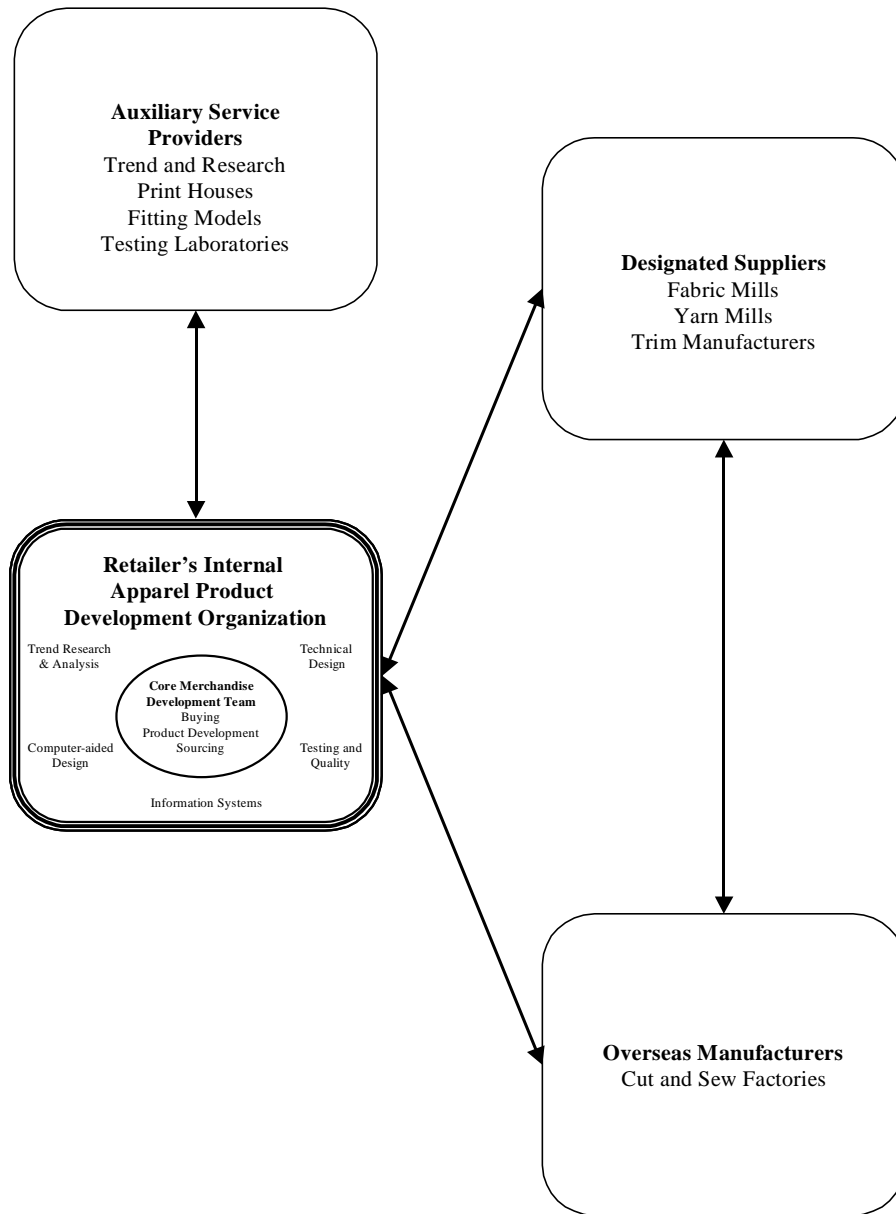 Auxiliary Service
Providers
Trend and Research
Print Houses
Fitting Models
Testing Laboratories
Designated Suppliers
Fabric Mills
Yarn Mills
Trim Manufacturers
Retailer’s Internal
Apparel Product
Development Organization
Trend Research
& Analysis
Technical
Design
Core Merchandise
Development Team
Buying
Product Development
Sourcing
Computer-aided
Design
Testing and
Quality
Information Systems
Overseas Manufacturers
Cut and Sew Factories